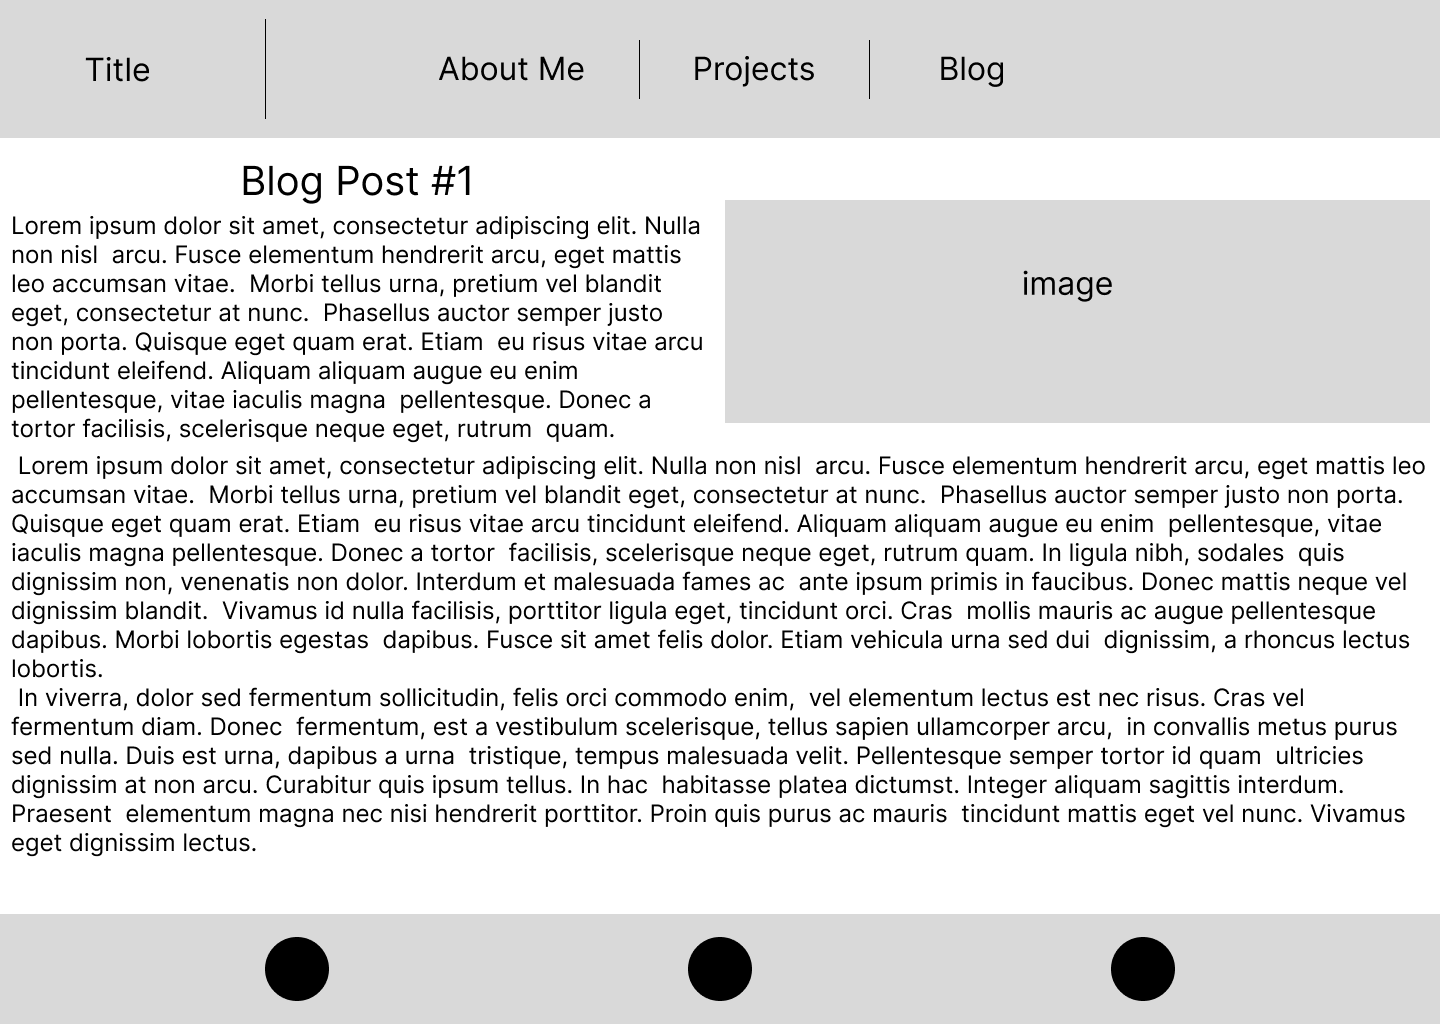 Title
About Me
Projects
Blog
Blog Post #1
Lorem ipsum dolor sit amet, consectetur adipiscing elit. Nulla
non nisl  arcu. Fusce elementum hendrerit arcu, eget mattis
leo accumsan vitae.  Morbi tellus urna, pretium vel blandit
eget, consectetur at nunc.  Phasellus auctor semper justo
non porta. Quisque eget quam erat. Etiam  eu risus vitae arcu
tincidunt eleifend. Aliquam aliquam augue eu enim
pellentesque, vitae iaculis magna  pellentesque. Donec a
tortor facilisis, scelerisque neque eget, rutrum  quam.
image
Lorem ipsum dolor sit amet, consectetur adipiscing elit. Nulla non nisl  arcu. Fusce elementum hendrerit arcu, eget mattis leo
accumsan vitae.  Morbi tellus urna, pretium vel blandit eget, consectetur at nunc.  Phasellus auctor semper justo non porta.
Quisque eget quam erat. Etiam  eu risus vitae arcu tincidunt eleifend. Aliquam aliquam augue eu enim  pellentesque, vitae
iaculis magna pellentesque. Donec a tortor  facilisis, scelerisque neque eget, rutrum quam. In ligula nibh, sodales  quis
dignissim non, venenatis non dolor. Interdum et malesuada fames ac  ante ipsum primis in faucibus. Donec mattis neque vel
dignissim blandit.  Vivamus id nulla facilisis, porttitor ligula eget, tincidunt orci. Cras  mollis mauris ac augue pellentesque
dapibus. Morbi lobortis egestas  dapibus. Fusce sit amet felis dolor. Etiam vehicula urna sed dui  dignissim, a rhoncus lectus
lobortis.
In viverra, dolor sed fermentum sollicitudin, felis orci commodo enim,  vel elementum lectus est nec risus. Cras vel
fermentum diam. Donec  fermentum, est a vestibulum scelerisque, tellus sapien ullamcorper arcu,  in convallis metus purus
sed nulla. Duis est urna, dapibus a urna  tristique, tempus malesuada velit. Pellentesque semper tortor id quam  ultricies
dignissim at non arcu. Curabitur quis ipsum tellus. In hac  habitasse platea dictumst. Integer aliquam sagittis interdum.
Praesent  elementum magna nec nisi hendrerit porttitor. Proin quis purus ac mauris  tincidunt mattis eget vel nunc. Vivamus
eget dignissim lectus.